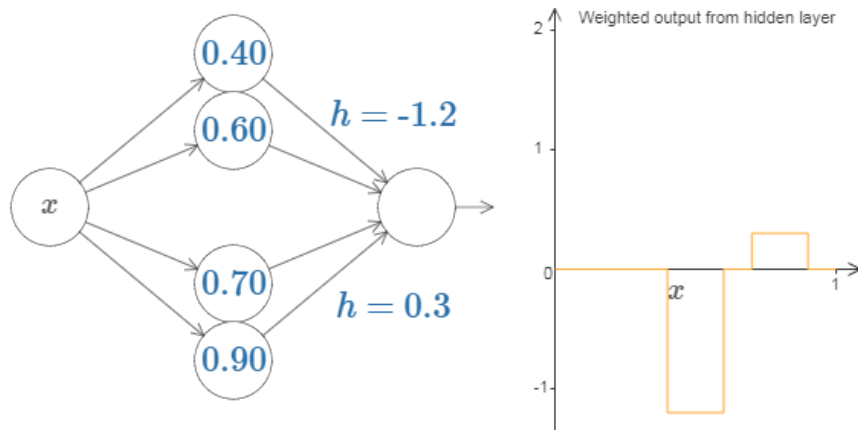 0.40
0.60
h = -1.2
x
0.70
0.90
h = 0.3
Weighted output from hidden layer
2
1
0
x
1
-1